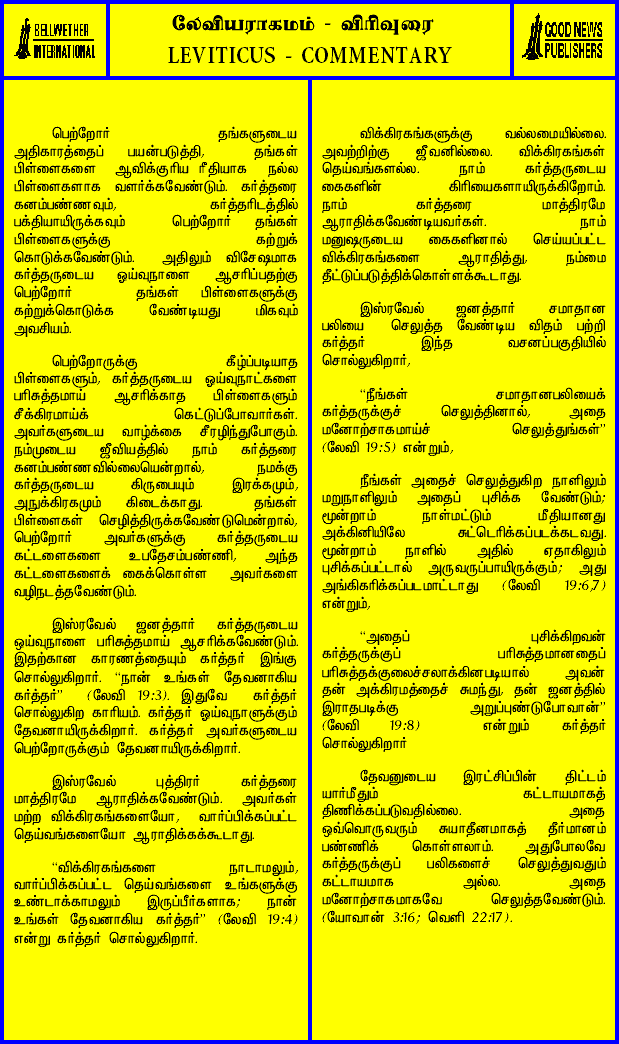 BELLWETHER
INTERNATIONAL
லேவியராகமம் - விரிவுரை
LEVITICUS - COMMENTARY
GOOD NEWS
PUBLISHERS
பெற்றோர் தங்களுடைய
அதிகாரத்தைப் பயன்படுத்தி, தங்கள்
பிள்ளைகளை ஆவிக்குரிய ரீதியாக நல்ல
பிள்ளைகளாக வளர்க்கவேண்டும். கர்த்தரை
கனம்பண்ணவும், கர்த்தரிடத்தில்
பக்தியாயிருக்கவும் பெற்றோர் தங்கள்
பிள்ளைகளுக்கு கற்றுக்
கொடுக்கவேண்டும். அதிலும் விசேஷமாக
கர்த்தருடைய ஓய்வுநாளை ஆசரிப்பதற்கு
பெற்றோர் தங்கள் பிள்ளைகளுக்கு
கற்றுக்கொடுக்க வேண்டியது மிகவும்
அவசியம்.
பெற்றோருக்கு கீழ்ப்படியாத
பிள்ளைகளும், கர்த்தருடைய ஓய்வுநாட்களை
பரிசுத்தமாய் ஆசரிக்காத பிள்ளைகளும்
சீக்கிரமாய்க் கெட்டுப்போவார்கள்.
அவர்களுடைய வாழ்க்கை சீரழிந்துபோகும்.
நம்முடைய ஜீவியத்தில் நாம் கர்த்தரை
கனம்பண்ணவில்லையென்றால், நமக்கு
கர்த்தருடைய கிருபையும் இரக்கமும்,
அநுக்கிரகமும் கிடைக்காது. தங்கள்
பிள்ளைகள் செழித்திருக்கவேண்டுமென்றால்,
பெற்றோர் அவர்களுக்கு கர்த்தருடைய
கட்டளைகளை உபதேசம்பண்ணி, அந்த
கட்டளைகளைக் கைக்கொள்ள அவர்களை
வழிநடத்தவேண்டும்.
இஸ்ரவேல் ஜனத்தார் கர்த்தருடைய
ஓய்வுநாளை பரிசுத்தமாய் ஆசரிக்கவேண்டும்.
இதற்கான காரணத்தையும் கர்த்தர் இங்கு
சொல்லுகிறார். “நான் உங்கள் தேவனாகிய
கர்த்தர்” (லேவி 19:3). இதுவே கர்த்தர்
சொல்லுகிற காரியம். கர்த்தர் ஓய்வுநாளுக்கும்
தேவனாயிருக்கிறார். கர்த்தர் அவர்களுடைய
பெற்றோருக்கும் தேவனாயிருக்கிறார்.
இஸ்ரவேல் புத்திரர் கர்த்தரை
மாத்திரமே ஆராதிக்கவேண்டும். அவர்கள்
மற்ற விக்கிரகங்களையோ, வார்ப்பிக்கப்பட்ட
தெய்வங்களையோ ஆராதிக்கக்கூடாது.
“விக்கிரகங்களை நாடாமலும்,
வார்ப்பிக்கப்பட்ட தெய்வங்களை உங்களுக்கு
உண்டாக்காமலும் இருப்பீர்களாக; நான்
உங்கள் தேவனாகிய கர்த்தர்” (லேவி 19:4)
என்று கர்த்தர் சொல்லுகிறார்.
விக்கிரகங்களுக்கு வல்லமையில்லை.
அவற்றிற்கு ஜீவனில்லை. விக்கிரகங்கள்
தெய்வங்களல்ல. நாம் கர்த்தருடைய
கைகளின் கிரியைகளாயிருக்கிறோம்.
நாம் கர்த்தரை மாத்திரமே
ஆராதிக்கவேண்டியவர்கள். நாம்
மனுஷருடைய கைகளினால் செய்யப்பட்ட
விக்கிரகங்களை ஆராதித்து, நம்மை
தீட்டுப்படுத்திக்கொள்ளக்கூடாது.
இஸ்ரவேல் ஜனத்தார் சமாதான
பலியை செலுத்த வேண்டிய விதம் பற்றி
கர்த்தர் இந்த வசனப்பகுதியில்
சொல்லுகிறார்,
“நீங்கள் சமாதானபலியைக்
கர்த்தருக்குச் செலுத்தினால், அதை
மனோற்சாகமாய்ச் செலுத்துங்கள்”
(லேவி 19:5) என்றும்,
நீங்கள் அதைச் செலுத்துகிற நாளிலும்
மறுநாளிலும் அதைப் புசிக்க வேண்டும்;
மூன்றாம் நாள்மட்டும் மீதியானது
அக்கினியிலே சுட்டெரிக்கப்படக்கடவது.
மூன்றாம் நாளில் அதில் ஏதாகிலும்
புசிக்கப்பட்டால் அருவருப்பாயிருக்கும்; அது
அங்கிகரிக்கப்படமாட்டாது (லேவி 19:6,7)
என்றும்,
“அதைப் புசிக்கிறவன்
கர்த்தருக்குப் பரிசுத்தமானதைப்
பரிசுத்தக்குலைச்சலாக்கினபடியால் அவன்
தன் அக்கிரமத்தைச் சுமந்து, தன் ஜனத்தில்
இராதபடிக்கு அறுப்புண்டுபோவான்”
(லேவி 19:8) என்றும் கர்த்தர்
சொல்லுகிறார்
தேவனுடைய இரட்சிப்பின் திட்டம்
யார்மீதும் கட்டாயமாகத்
திணிக்கப்படுவதில்லை. அதை
ஒவ்வொருவரும் சுயாதீனமாகத் தீர்மானம்
பண்ணிக் கொள்ளலாம். அதுபோலவே
கர்த்தருக்குப் பலிகளைச் செலுத்துவதும்
கட்டாயமாக அல்ல. அதை
மனோற்சாகமாகவே செலுத்தவேண்டும்.
(யோவான் 3:16; வெளி 22:17).